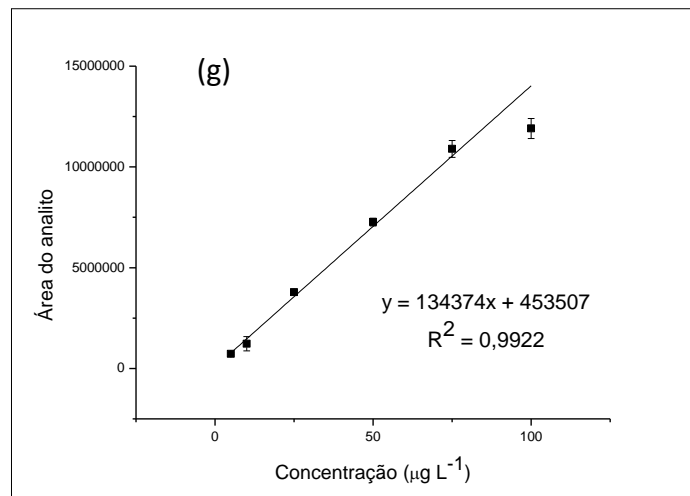 (g)
15000000
10000000
5000000
0
Área do analito
y = 134374x + 453507
R² = 0,9922
0 50 100
Concentração (μg L⁻¹)